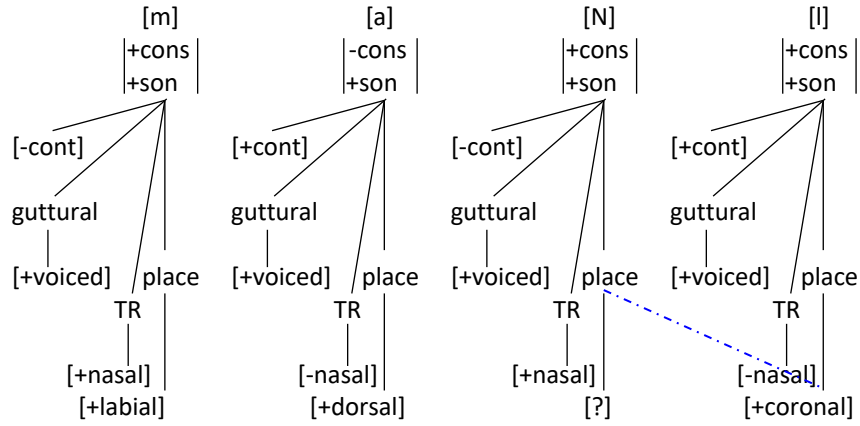 [m] [a] [N] [l]
+cons -cons +cons +cons
+son +son +son +son
[-cont] [+cont] [-cont] [+cont]
guttural guttural guttural guttural
[+voiced] place [+voiced] place [+voiced] place [+voiced] place
TR TR TR TR
[+nasal] [-nasal] [+nasal] [-nasal]
[+labial] [+dorsal] [?] [+coronal]